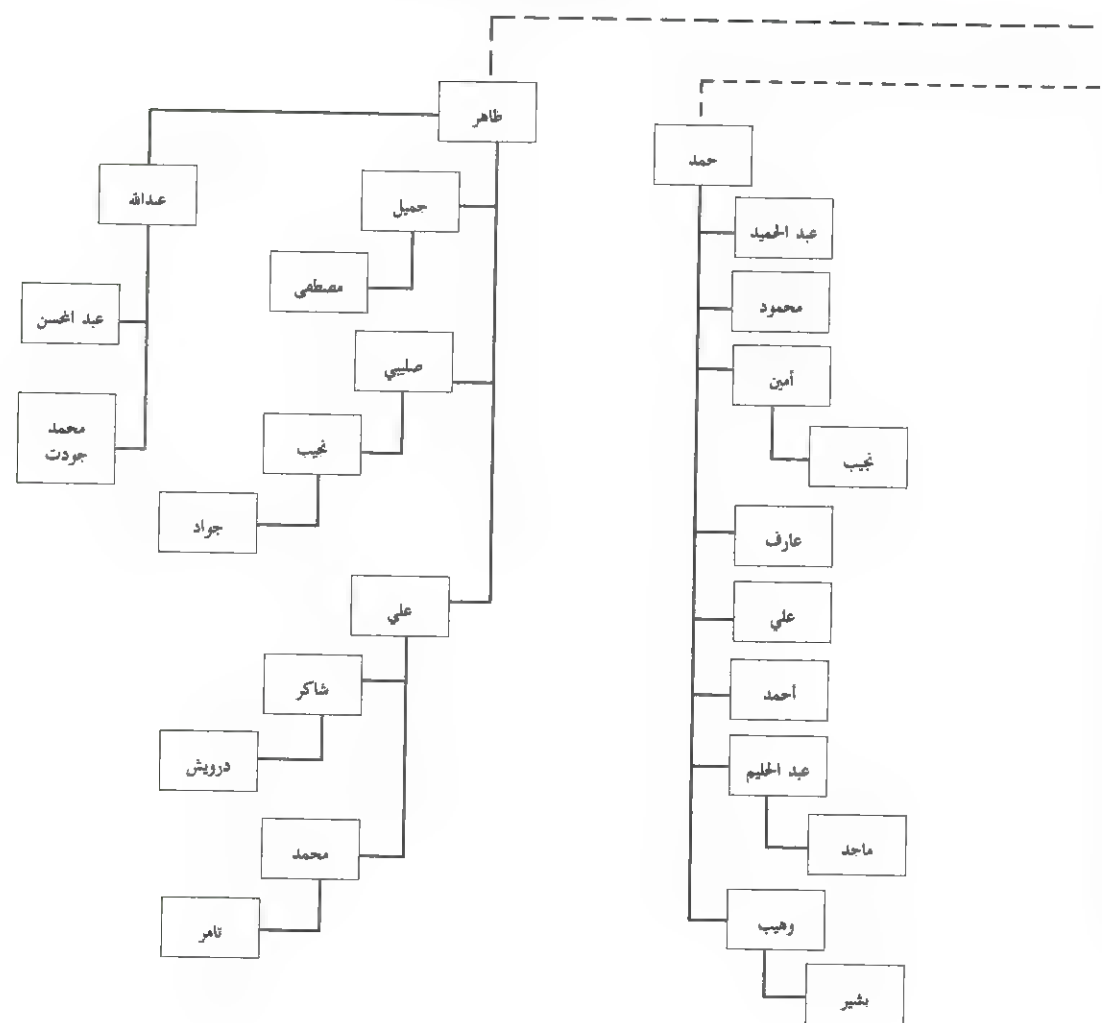 ظاهر
حمد
عبدالله
جميل
عبد الحميد
مصطفى
محمود
عبد المحسن
صليبي
أمين
محمد
جودت
نجيب
نجيب
جواد
عارف
علي
علي
شاكر
أحمد
درويش
عبد الحليم
محمد
ماجد
تامر
وهيب
بشير